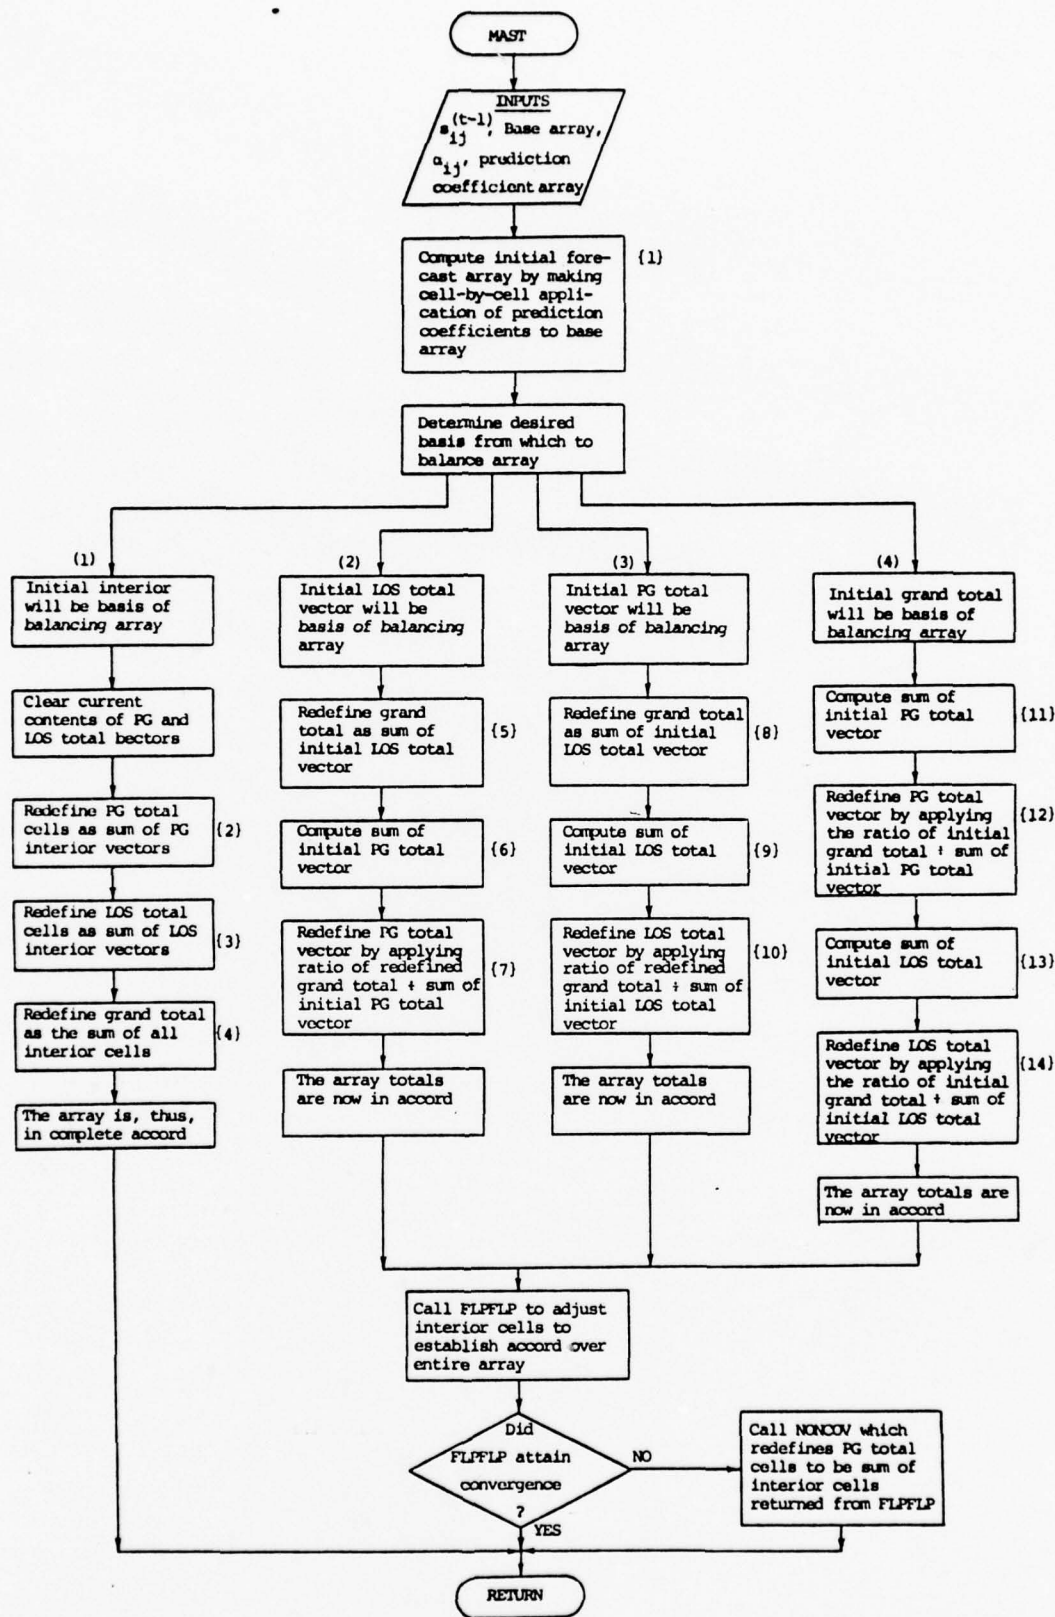 MAST
INPUTS
s_ij^(t-1), Base array,
α_ij, prediction
coefficient array
Compute initial fore-
cast array by making
cell-by-cell appli-
cation of prediction
coefficients to base
array
{1}
Determine desired
basis from which to
balance array
(1)
Initial interior
will be basis of
balancing array
Clear current
contents of PG and
LOS total bectors
Redefine PG total
cells as sum of PG
interior vectors
{2}
Redefine LOS total
cells as sum of LOS
interior vectors
{3}
Redefine grand total
as the sum of all
interior cells
{4}
The array is, thus,
in complete accord
(2)
Initial LOS total
vector will be
basis of balancing
array
Redefine grand
total as sum of
initial LOS total
vector
{5}
Compute sum of
initial PG total
vector
{6}
Redefine PG total
vector by applying
ratio of redefined
grand total ÷ sum of
initial PG total
vector
{7}
The array totals
are now in accord
(3)
Initial PG total
vector will be
basis of balancing
array
Redefine grand total
as sum of initial
LOS total vector
{8}
Compute sum of
initial LOS total
vector
{9}
Redefine LOS total
vector by applying
ratio of redefined
grand total ÷ sum of
initial LOS total
vector
{10}
The array totals
are now in accord
(4)
Initial grand total
will be basis of
balancing array
Compute sum of
initial PG total
vector
{11}
Redefine PG total
vector by applying
the ratio of initial
grand total ÷ sum of
initial PG total
vector
{12}
Compute sum of
initial LOS total
vector
{13}
Redefine LOS total
vector by applying
the ratio of initial
grand total ÷ sum of
initial LOS total
vector
{14}
The array totals are
now in accord
Call FLPFLP to adjust
interior cells to
establish accord over
entire array
Did
FLPFLP attain
convergence
?
NO
YES
Call NONCOV which
redefines PG total
cells to be sum of
interior cells
returned from FLPFLP
RETURN